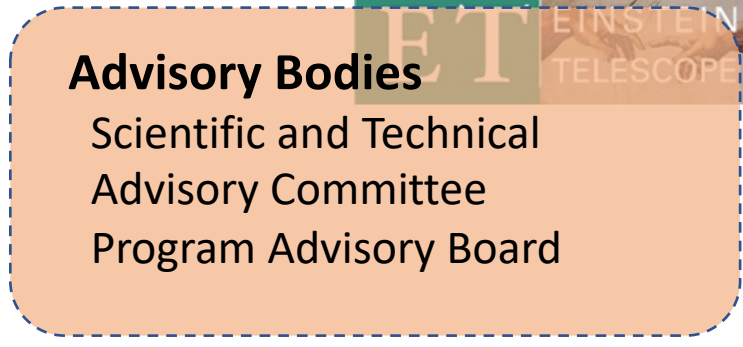 ET EINSTEIN
TELESCOPE
Advisory Bodies
Scientific and Technical
Advisory Committee
Program Advisory Board